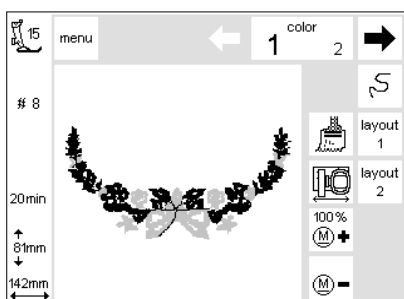 15
menu
color
1 2
# 8
layout
1
layout
2
20min
100%
M +
81mm
M -
142mm